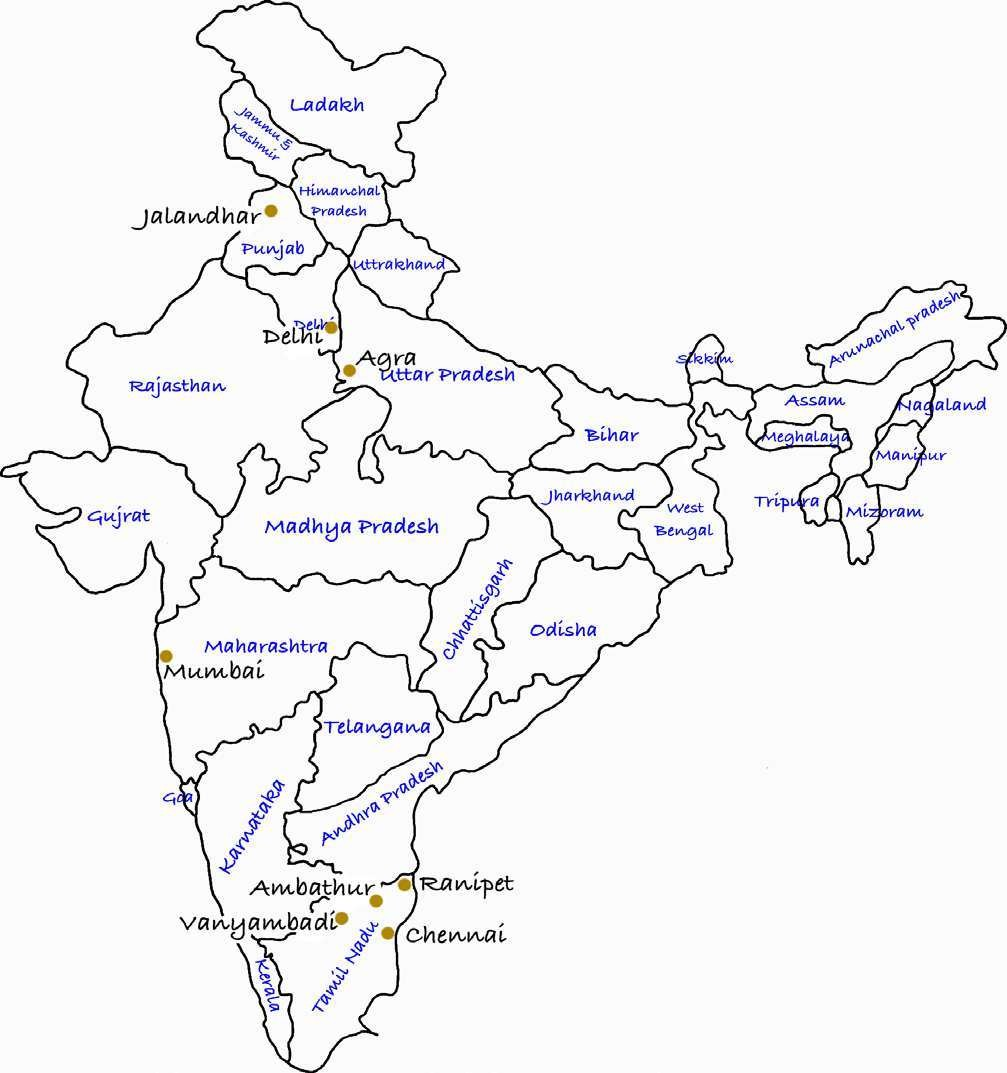 Ladakh
Jammu &
Kashmir
Himanchal
Pradesh
Jalandhar
Punjab
Uttrakhand
Delhi
Delhi
Agra
Uttar Pradesh
Rajasthan
Sikkim
Arunachal pradesh
Assam
Nagaland
Bihar
Meghalaya
Manipur
Gujrat
Madhya Pradesh
Jharkhand
West
Bengal
Tripura
Mizoram
Chhattisgarh
Odisha
Maharashtra
Mumbai
Telangana
Goa
Karnataka
Andhra Pradesh
Ambathur
Ranipet
Vanyambadi
Chennai
Tamil Nadu
Kerala